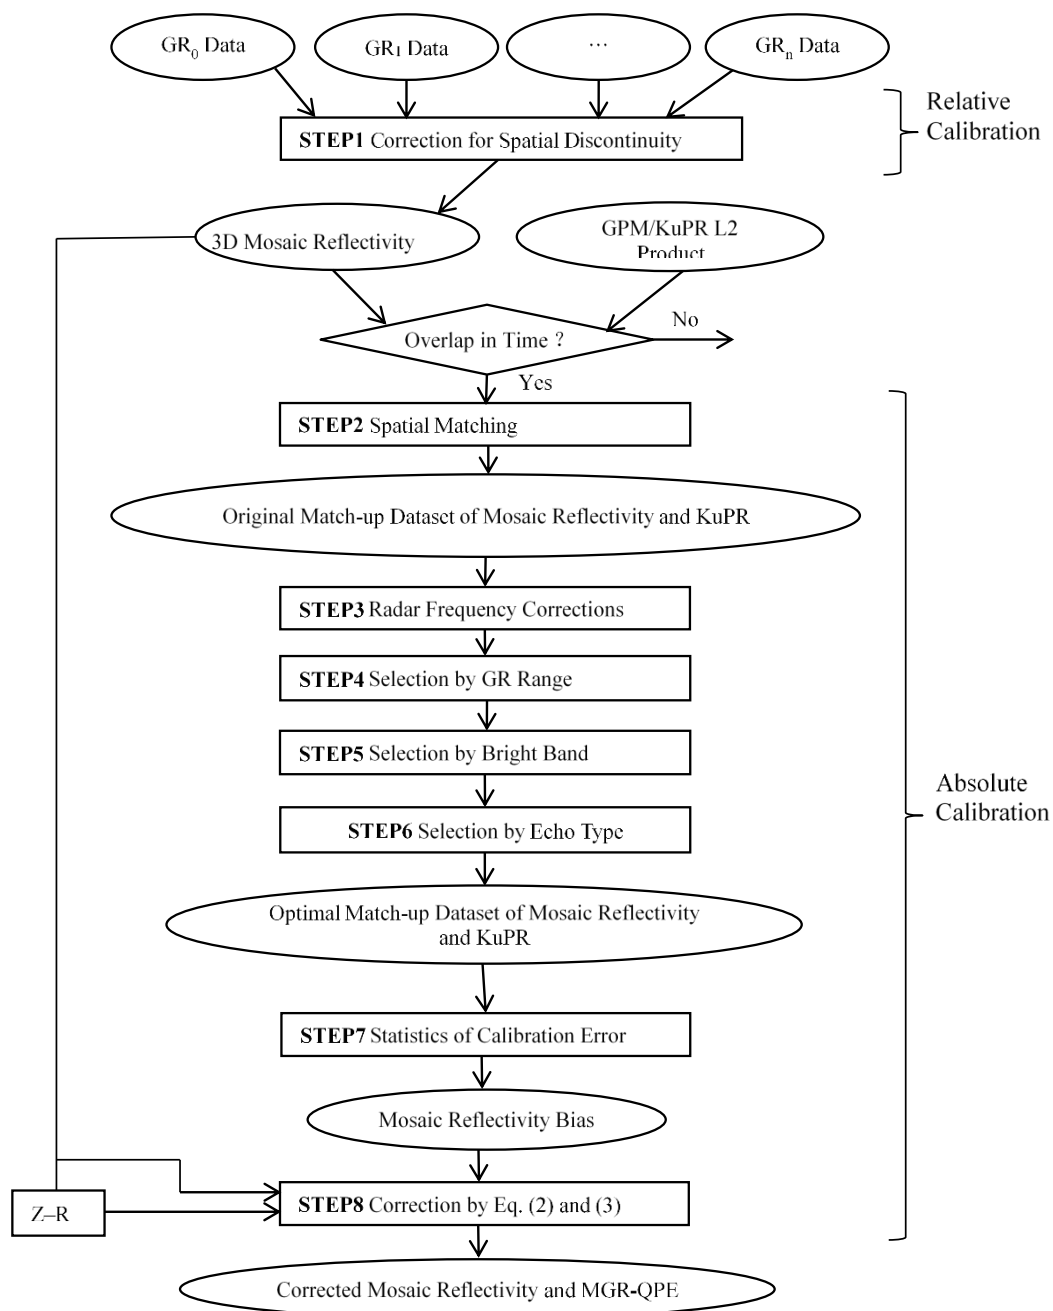 GR0 Data
GR1 Data
...
GRn Data
Relative
Calibration
STEP1 Correction for Spatial Discontinuity
3D Mosaic Reflectivity
GPM/KuPR L2
Product
Overlap in Time ?
No
Yes
STEP2 Spatial Matching
Original Match-up Dataset of Mosaic Reflectivity and KuPR
STEP3 Radar Frequency Corrections
STEP4 Selection by GR Range
STEP5 Selection by Bright Band
Absolute
Calibration
STEP6 Selection by Echo Type
Optimal Match-up Dataset of Mosaic Reflectivity
and KuPR
STEP7 Statistics of Calibration Error
Mosaic Reflectivity Bias
Z–R
STEP8 Correction by Eq. (2) and (3)
Corrected Mosaic Reflectivity and MGR-QPE